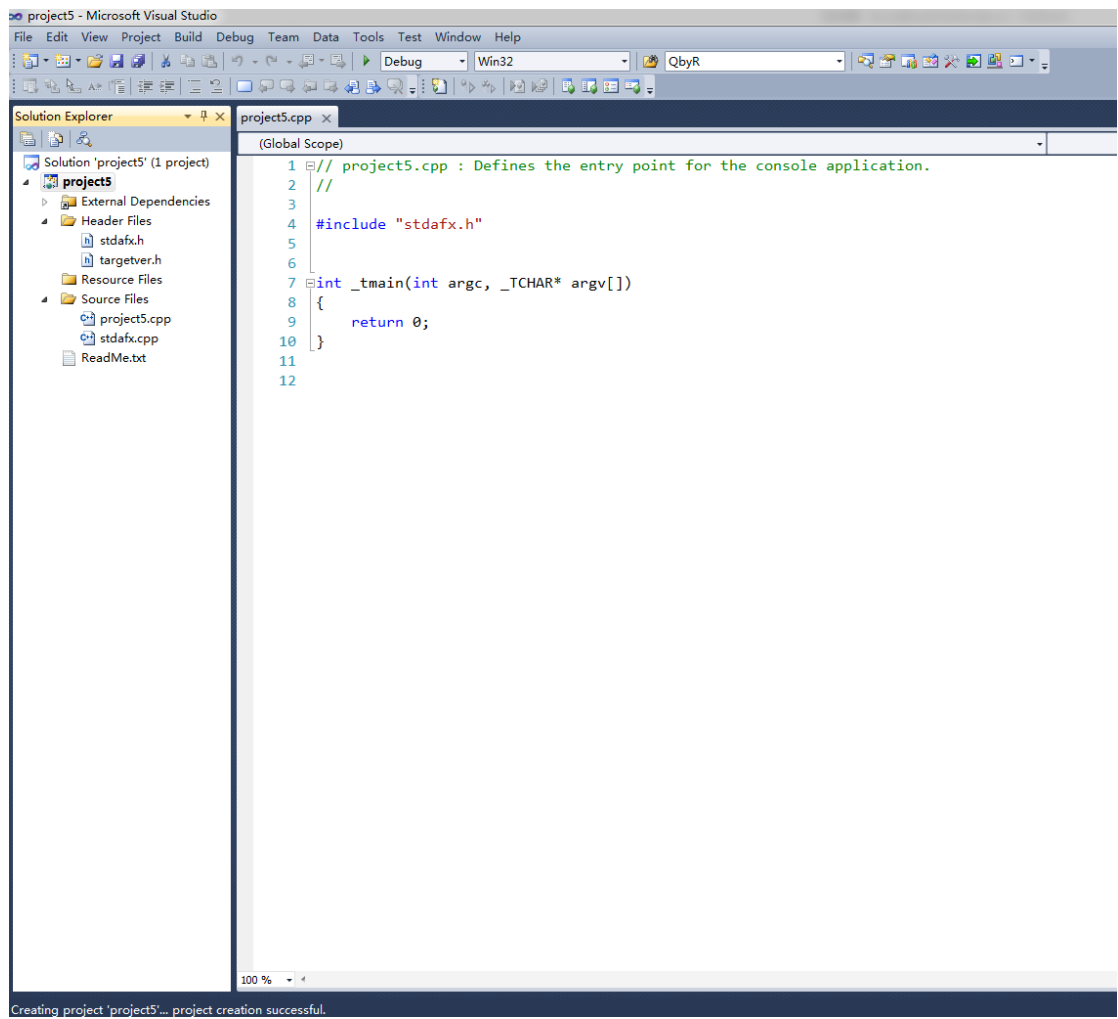 project5 - Microsoft Visual Studio
File Edit View Project Build Debug Team Data Tools Test Window Help
Debug Win32 QbyR
Solution Explorer
project5.cpp
(Global Scope)
Solution 'project5' (1 project)
project5
External Dependencies
Header Files
stdafx.h
targetver.h
Resource Files
Source Files
project5.cpp
stdafx.cpp
ReadMe.txt
1 // project5.cpp : Defines the entry point for the console application.
2 //
3
4 #include "stdafx.h"
5
6
7 int _tmain(int argc, _TCHAR* argv[])
8 {
9 return 0;
10 }
11
12
100 %
Creating project 'project5'... project creation successful.